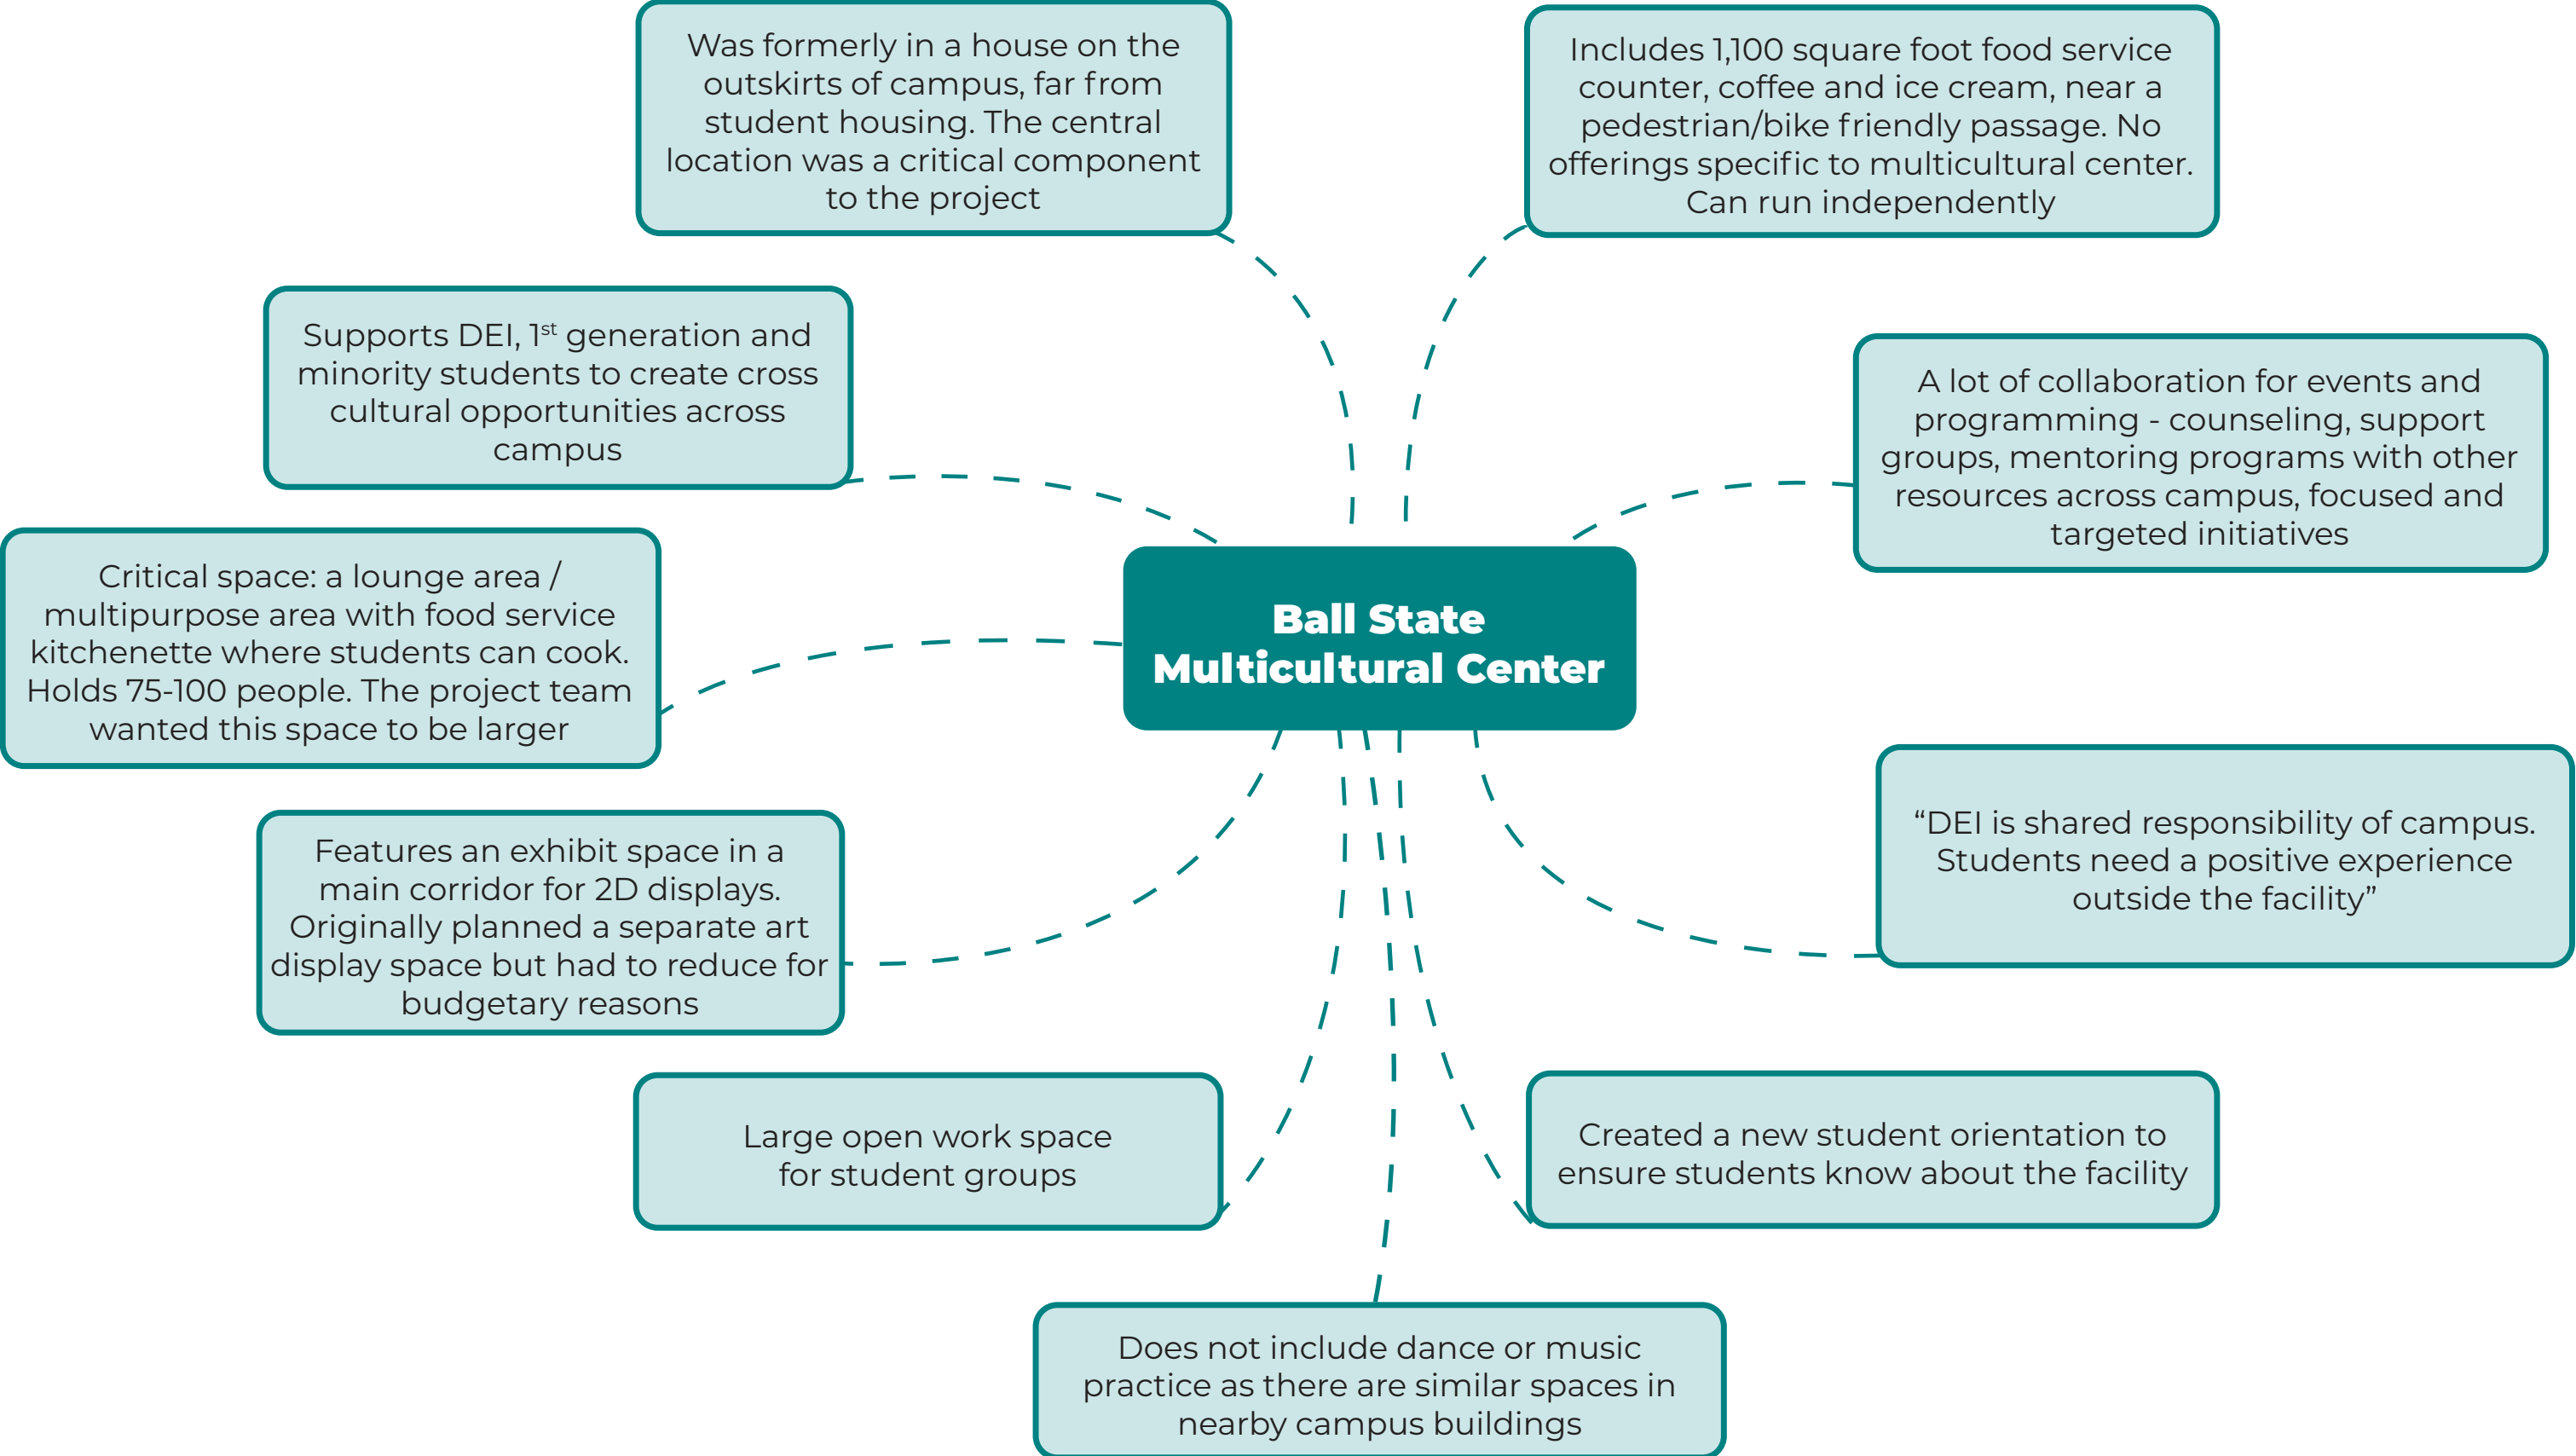 Was formerly in a house on the
outskirts of campus, far from
student housing. The central
location was a critical component
to the project
Includes 1,100 square foot food service
counter, coffee and ice cream, near a
pedestrian/bike friendly passage. No
offerings specific to multicultural center.
Can run independently
Supports DEI, 1st generation and
minority students to create cross
cultural opportunities across
campus
A lot of collaboration for events and
programming - counseling, support
groups, mentoring programs with other
resources across campus, focused and
targeted initiatives
Critical space: a lounge area /
multipurpose area with food service
kitchenette where students can cook.
Holds 75-100 people. The project team
wanted this space to be larger
Ball State
Multicultural Center
“DEI is shared responsibility of campus.
Students need a positive experience
outside the facility”
Features an exhibit space in a
main corridor for 2D displays.
Originally planned a separate art
display space but had to reduce for
budgetary reasons
Large open work space
for student groups
Created a new student orientation to
ensure students know about the facility
Does not include dance or music
practice as there are similar spaces in
nearby campus buildings